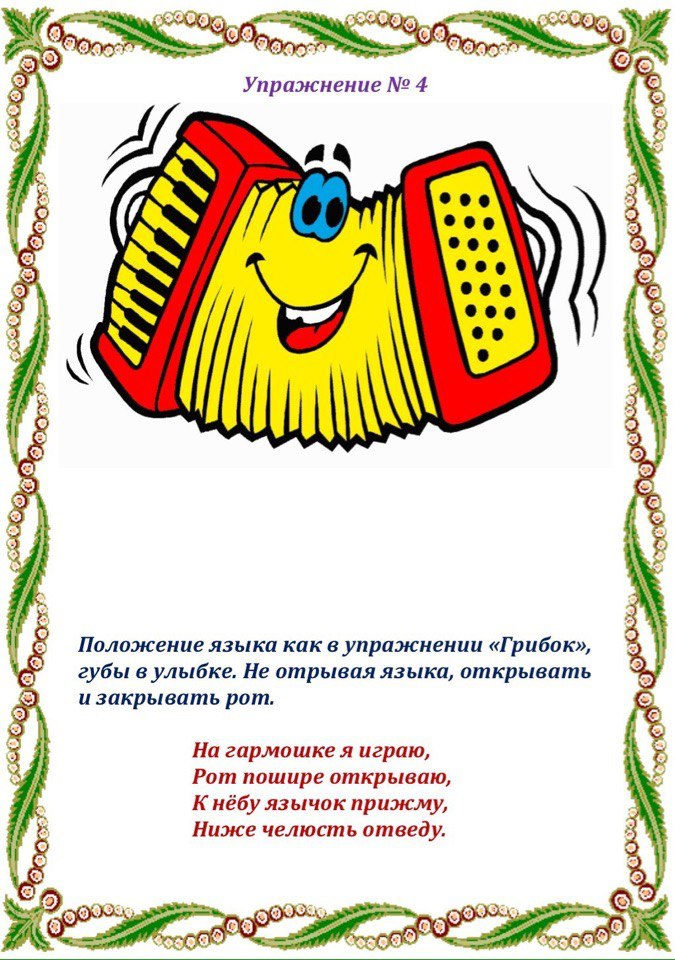 Упражнение № 4
Положение языка как в упражнении «Грибок»,
губы в улыбке. Не отрывая языка, открывать
и закрывать рот.
На гармошке я играю,
Рот пошире открываю,
К нёбу язычок прижму,
Ниже челюсть отведу.